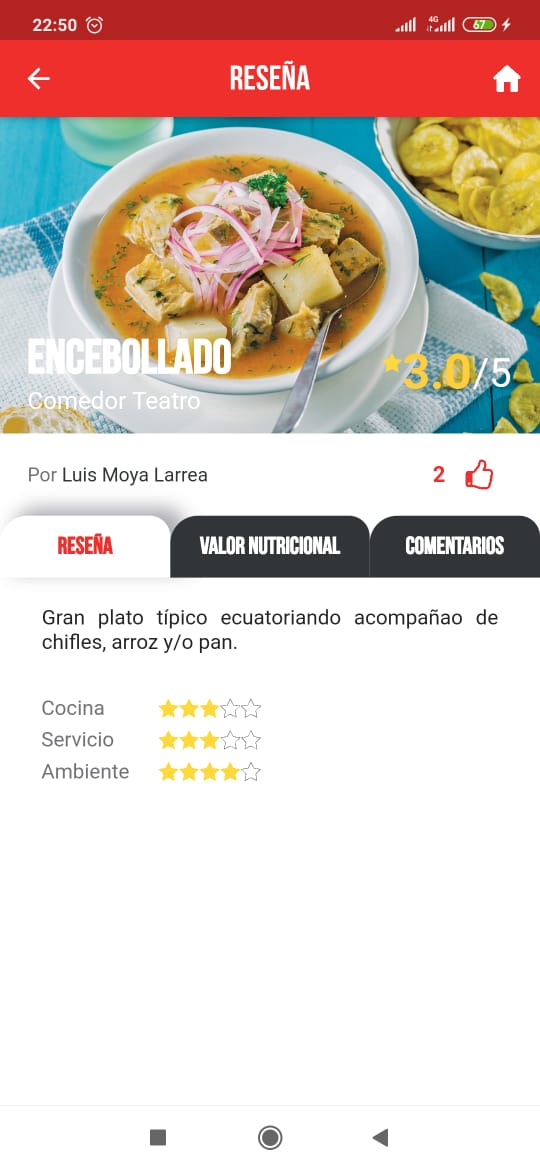 22:50
4G
67
RESEÑA
ENCEBOLLADO
Comedor Teatro
3.0/5
Por Luis Moya Larrea
2
RESEÑA
VALOR NUTRICIONAL
COMENTARIOS
Gran plato típico ecuatoriando acompañao de
chifles, arroz y/o pan.
Cocina
Servicio
Ambiente